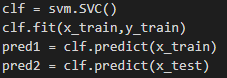 clf = svm.SVC()
clf.fit(x_train,y_train)
pred1 = clf.predict(x_train)
pred2 = clf.predict(x_test)